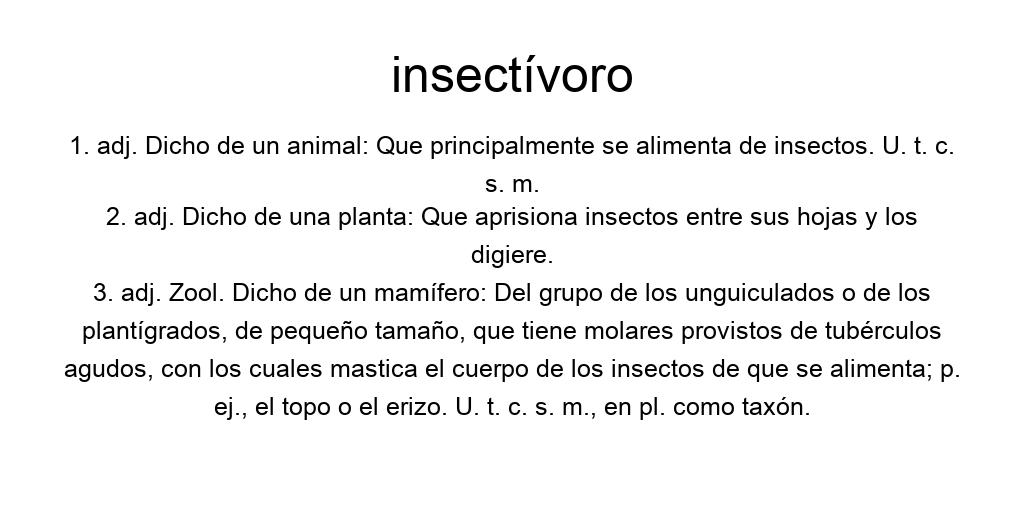 insectívoro
1. adj. Dicho de un animal: Que principalmente se alimenta de insectos. U. t. c.
s. m.
2. adj. Dicho de una planta: Que aprisiona insectos entre sus hojas y los
digiere.
3. adj. Zool. Dicho de un mamífero: Del grupo de los unguiculados o de los
plantígrados, de pequeño tamaño, que tiene molares provistos de tubérculos
agudos, con los cuales mastica el cuerpo de los insectos de que se alimenta; p.
ej., el topo o el erizo. U. t. c. s. m., en pl. como taxón.